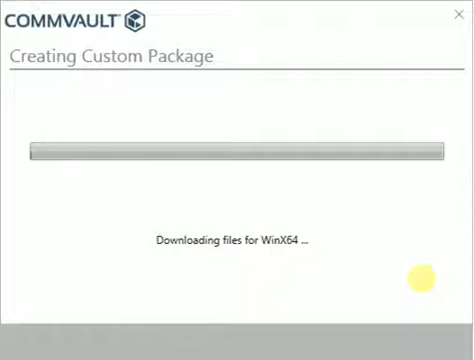 COMMVAULT
Creating Custom Package
Downloading files for WinX64 ...